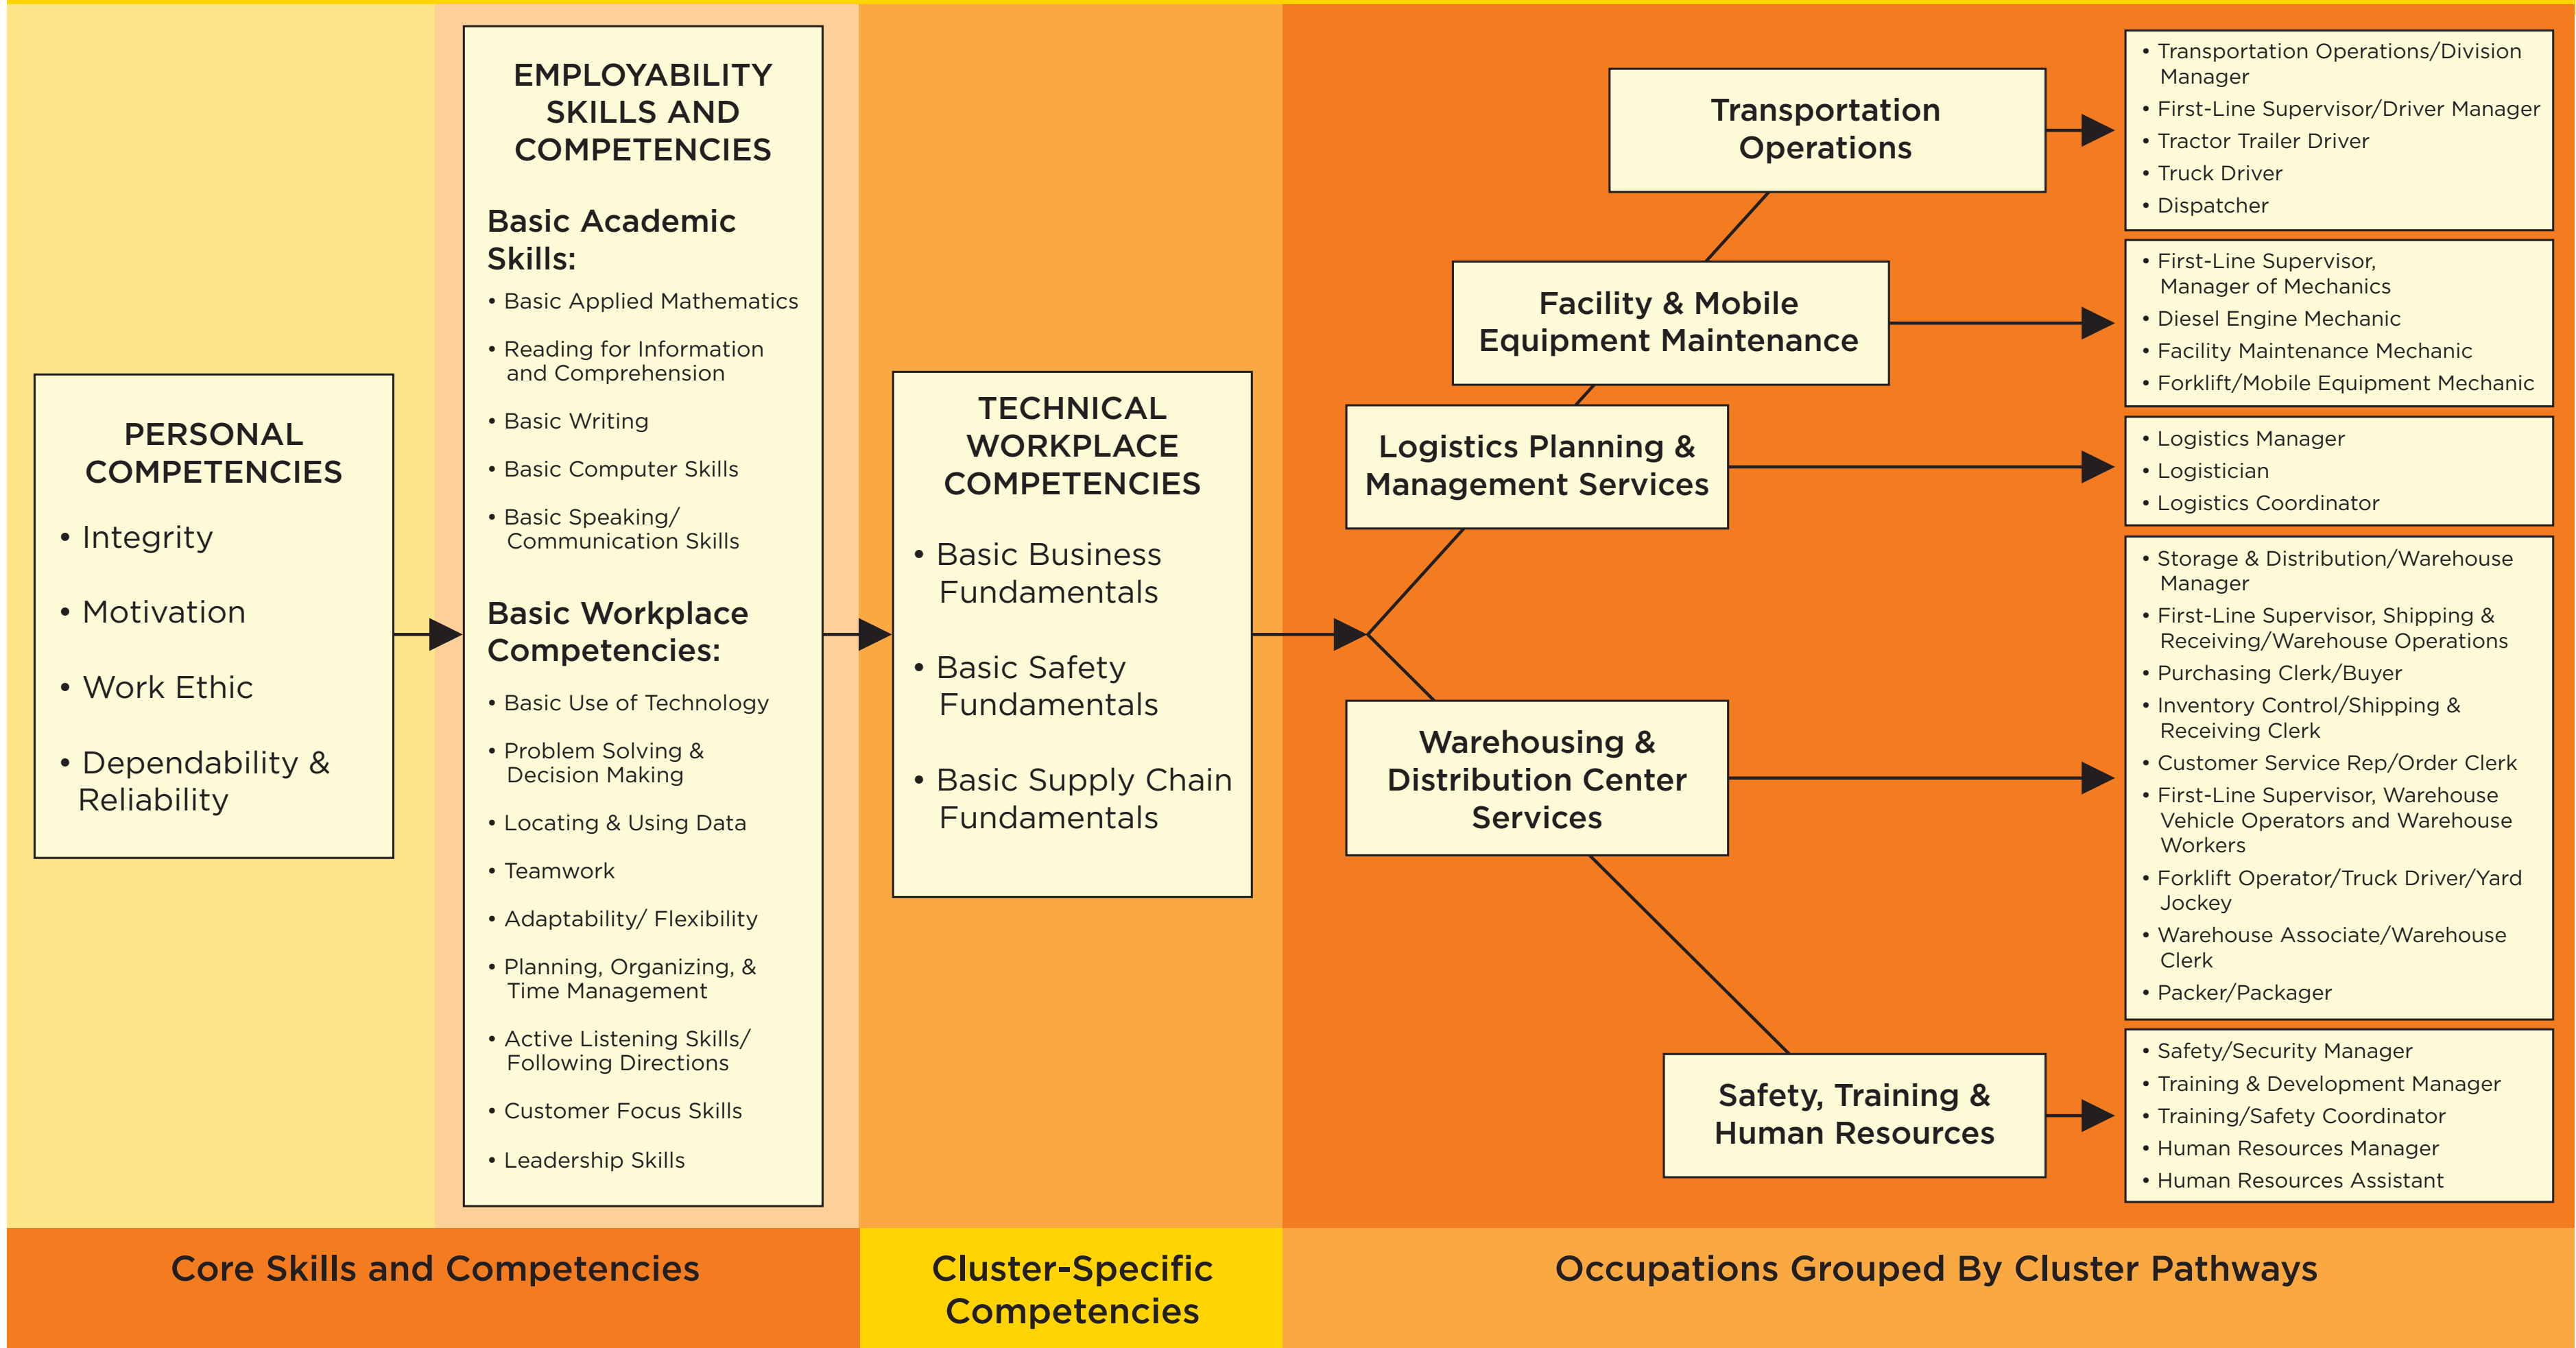 PERSONAL
COMPETENCIES
• Integrity
• Motivation
• Work Ethic
• Dependability &
Reliability
EMPLOYABILITY
SKILLS AND
COMPETENCIES
Basic Academic
Skills:
• Basic Applied Mathematics
• Reading for Information
and Comprehension
• Basic Writing
• Basic Computer Skills
• Basic Speaking/
Communication Skills
Basic Workplace
Competencies:
• Basic Use of Technology
• Problem Solving &
Decision Making
• Locating & Using Data
• Teamwork
• Adaptability/ Flexibility
• Planning, Organizing, &
Time Management
• Active Listening Skills/
Following Directions
• Customer Focus Skills
• Leadership Skills
TECHNICAL
WORKPLACE
COMPETENCIES
• Basic Business
Fundamentals
• Basic Safety
Fundamentals
• Basic Supply Chain
Fundamentals
Transportation
Operations
• Transportation Operations/Division
Manager
• First-Line Supervisor/Driver Manager
• Tractor Trailer Driver
• Truck Driver
• Dispatcher
Facility & Mobile
Equipment Maintenance
• First-Line Supervisor,
Manager of Mechanics
• Diesel Engine Mechanic
• Facility Maintenance Mechanic
• Forklift/Mobile Equipment Mechanic
Logistics Planning &
Management Services
• Logistics Manager
• Logistician
• Logistics Coordinator
Warehousing &
Distribution Center
Services
• Storage & Distribution/Warehouse
Manager
• First-Line Supervisor, Shipping &
Receiving/Warehouse Operations
• Purchasing Clerk/Buyer
• Inventory Control/Shipping &
Receiving Clerk
• Customer Service Rep/Order Clerk
• First-Line Supervisor, Warehouse
Vehicle Operators and Warehouse
Workers
• Forklift Operator/Truck Driver/Yard
Jockey
• Warehouse Associate/Warehouse
Clerk
• Packer/Packager
Safety, Training &
Human Resources
• Safety/Security Manager
• Training & Development Manager
• Training/Safety Coordinator
• Human Resources Manager
• Human Resources Assistant
Core Skills and Competencies
Cluster-Specific
Competencies
Occupations Grouped By Cluster Pathways